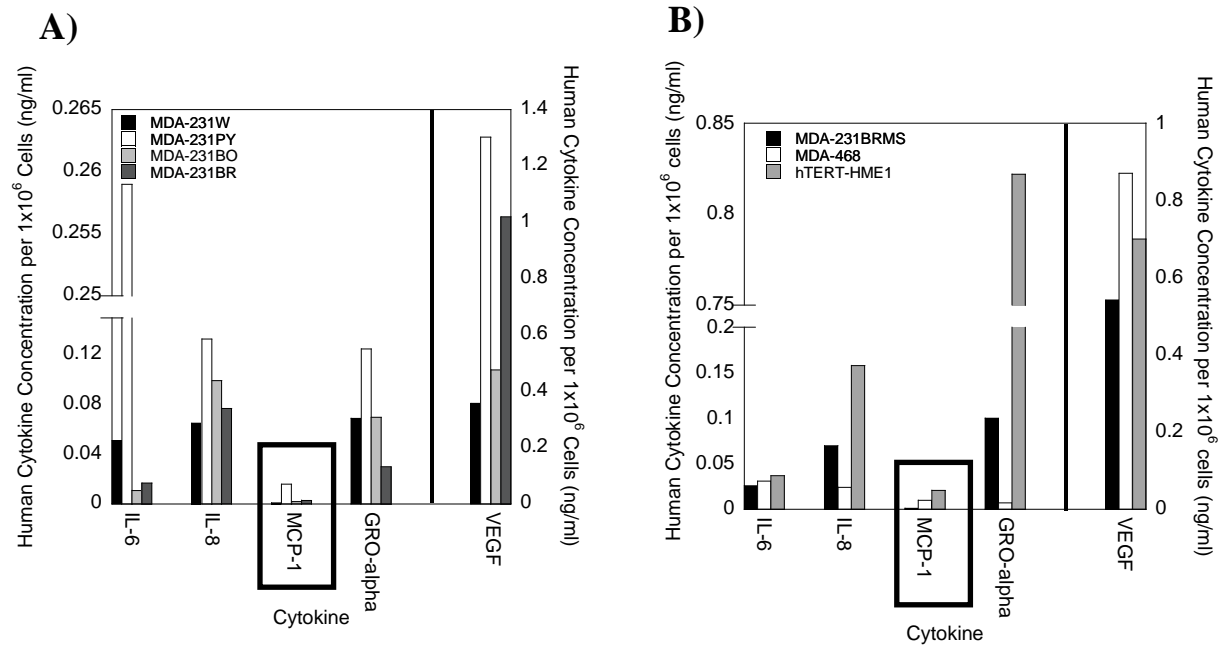 A)
Human Cytokine Concentration per 1x10⁶ Cells (ng/ml)
0.265
0.26
0.255
0.25
0.12
0.08
0.04
0
MDA-231W
MDA-231PY
MDA-231BO
MDA-231BR
1.4
1.2
1
0.8
0.6
0.4
0.2
0
Human Cytokine Concentration per 1x10⁶ Cells (ng/ml)
IL-6
IL-8
MCP-1
GRO-alpha
VEGF
Cytokine
B)
Human Cytokine Concentration per 1x10⁶ cells (ng/ml)
0.85
0.8
0.75
0.2
0.15
0.1
0.05
0
MDA-231BRMS
MDA-468
hTERT-HME1
1
0.8
0.6
0.4
0.2
0
Human Cytokine Concentration per 1x10⁶ cells (ng/ml)
IL-6
IL-8
MCP-1
GRO-alpha
VEGF
Cytokine